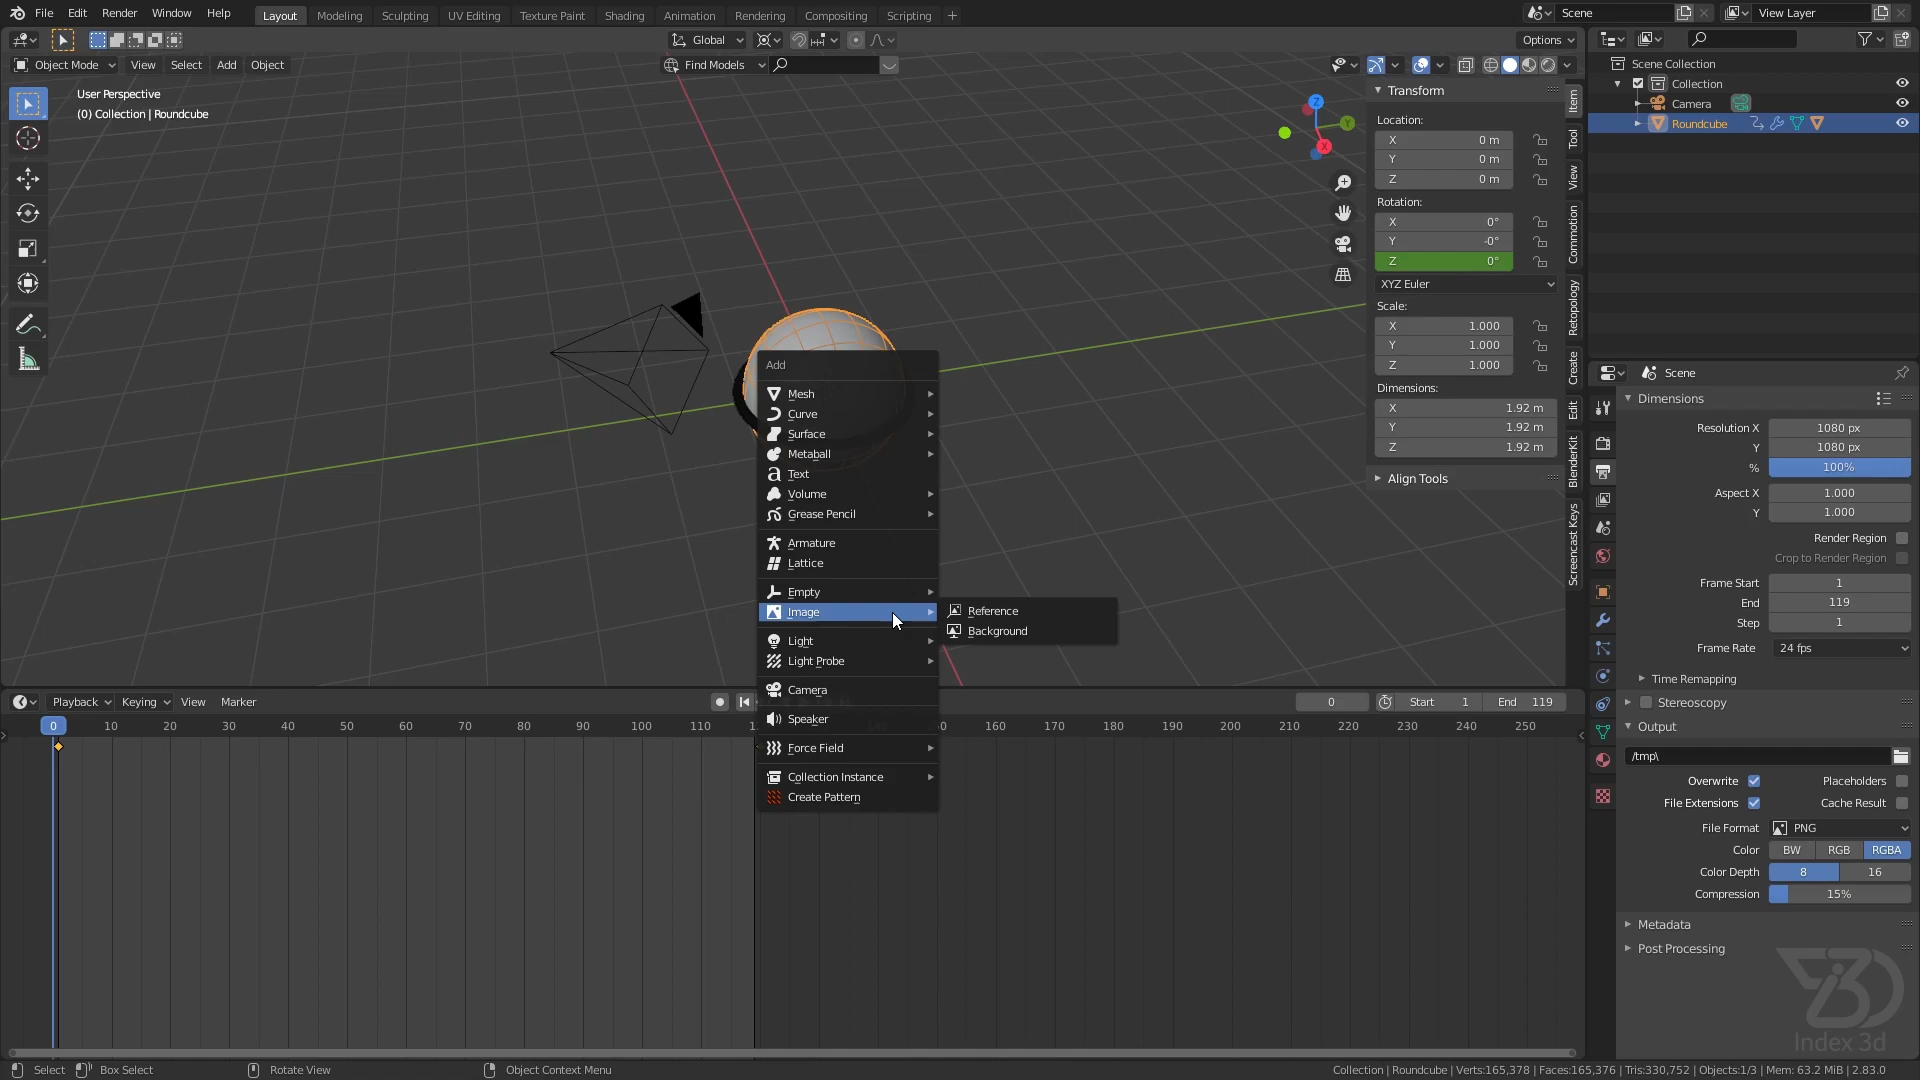 File Edit Render Window Help Layout Modeling Sculpting UV Editing Texture Paint Shading Animation Rendering Compositing Scripting + Scene View Layer
Global Options
Object Mode View Select Add Object Find Models
User Perspective
(0) Collection | Roundcube
Z
Y
X
Transform
Location:
X 0 m
Y 0 m
Z 0 m
Rotation:
X 0°
Y -0°
Z 0°
XYZ Euler
Scale:
X 1.000
Y 1.000
Z 1.000
Dimensions:
X 1.92 m
Y 1.92 m
Z 1.92 m
Align Tools
Item
Tool
View
Commotion
Retopology
Create
Edit
BlenderKit
Screencast Keys
Add
Mesh
Curve
Surface
Metaball
Text
Volume
Grease Pencil
Armature
Lattice
Empty
Image
Light
Light Probe
Camera
Speaker
Force Field
Collection Instance
Create Pattern
Reference
Background
Scene Collection
Collection
Camera
Roundcube
Scene
Dimensions
Resolution X 1080 px
Y 1080 px
% 100%
Aspect X 1.000
Y 1.000
Render Region
Crop to Render Region
Frame Start 1
End 119
Step 1
Frame Rate 24 fps
Time Remapping
Stereoscopy
Output
/tmp\
Overwrite Placeholders
File Extensions Cache Result
File Format PNG
Color BW RGB RGBA
Color Depth 8 16
Compression 15%
Metadata
Post Processing
Index 3d
Playback Keying View Marker 0 Start 1 End 119
0 10 20 30 40 50 60 70 80 90 100 110 160 170 180 190 200 210 220 230 240 250
Select Box Select Rotate View Object Context Menu Collection | Roundcube | Verts:165,378 | Faces:165,376 | Tris:330,752 | Objects:1/3 | Mem: 63.2 MiB | 2.83.0